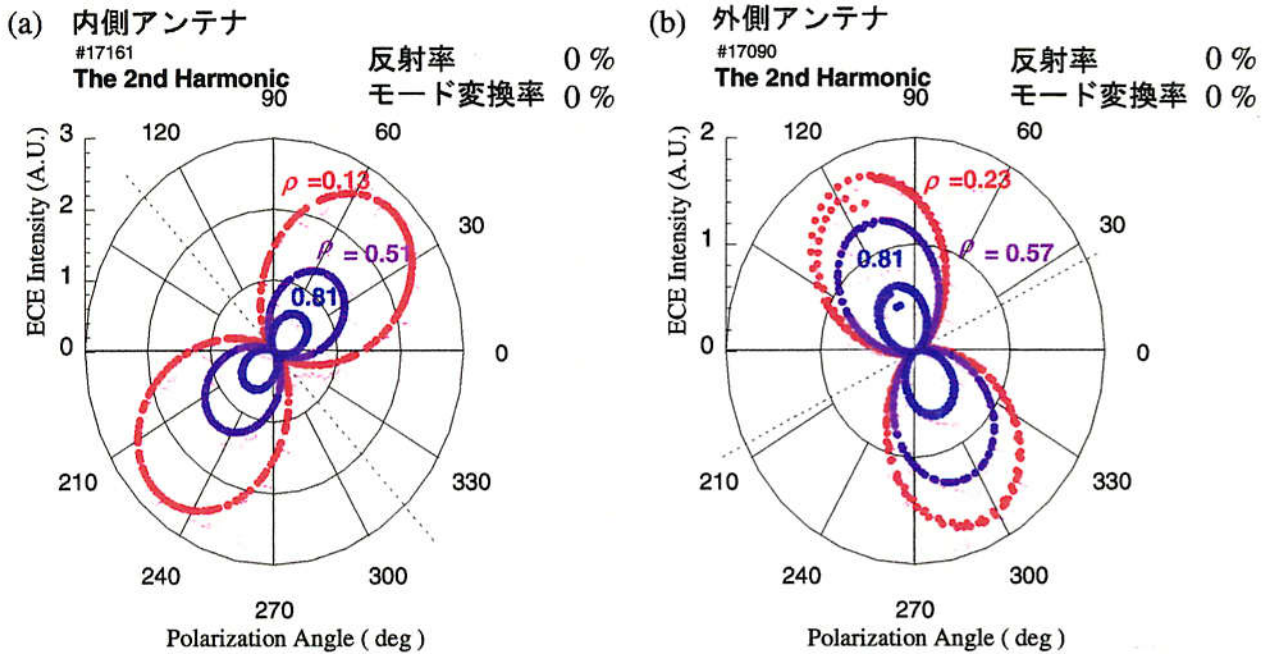 (a) 内側アンテナ
#17161
The 2nd Harmonic
反射率 0 %
モード変換率 0 %
90
120
60
3
ρ =0.13
2
30
ρ = 0.51
1
0.81
0
0
ECE Intensity (A.U.)
210
330
240
300
270
Polarization Angle ( deg )
(b) 外側アンテナ
#17090
The 2nd Harmonic
反射率 0 %
モード変換率 0 %
90
120
60
2
ρ =0.23
30
1
0.81
ρ = 0.57
0
0
ECE Intensity (A.U.)
210
330
240
300
270
Polarization Angle ( deg )